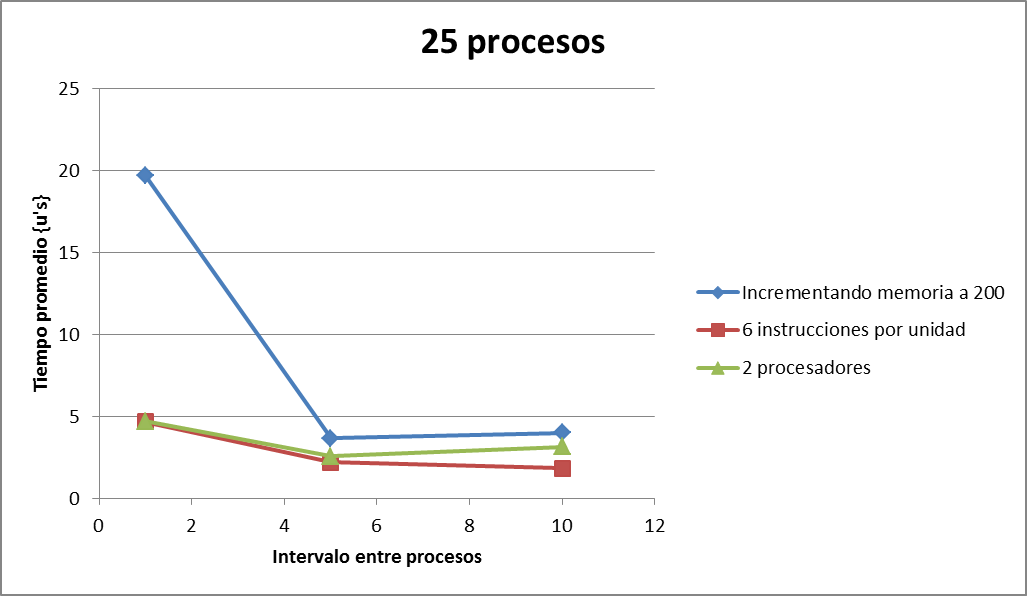 25 procesos
Tiempo promedio {u's}
25
20
15
10
5
0
0 2 4 6 8 10 12
Intervalo entre procesos
Incrementando memoria a 200
6 instrucciones por unidad
2 procesadores